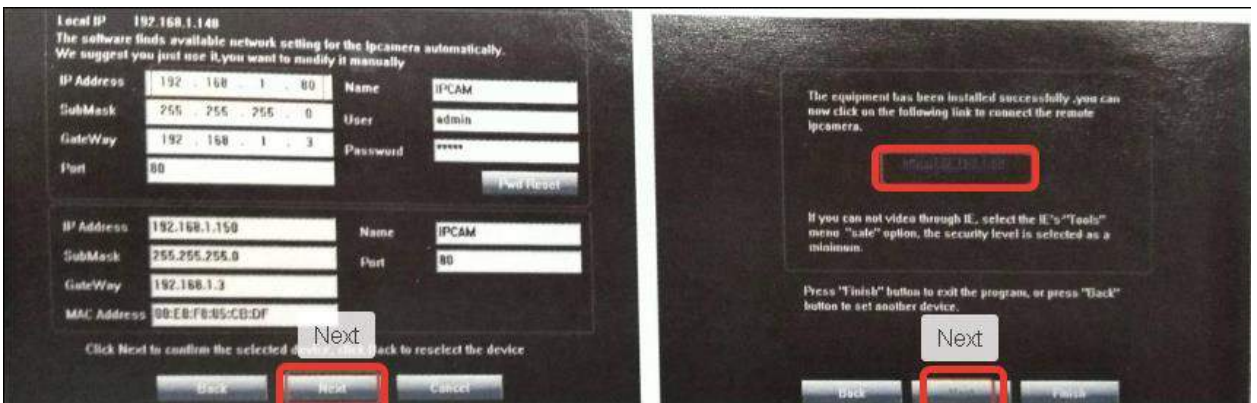 Local IP 192.168.1.148
The software finds available network setting for the Ipcamera automatically.
We suggest you just use it,you want to modify it manually
IP Address 192 . 168 . 1 . 80 Name IPCAM
SubMask 255 . 255 . 255 . 0 User admin
GateWay 192 . 168 . 1 . 3 Password *****
Port 80
Pwd Reset
IP Address 192.168.1.150 Name IPCAM
SubMask 255.255.255.0 Port 80
GateWay 192.168.1.3
MAC Address 00:E8:F8:05:CB:DF
Next
Click Next to confirm the selected device, click Back to reselect the device
Back Next Cancel
The equipment has been installed successfully ,you can
now click on the following link to connect the remote
Ipcamera.
If you can not video through IE, select the IE's "Tools"
menu "safe" option, the security level is selected as a
minimum.
Press "Finish" button to exit the program, or press "Back"
button to set another device.
Next
Back Finish